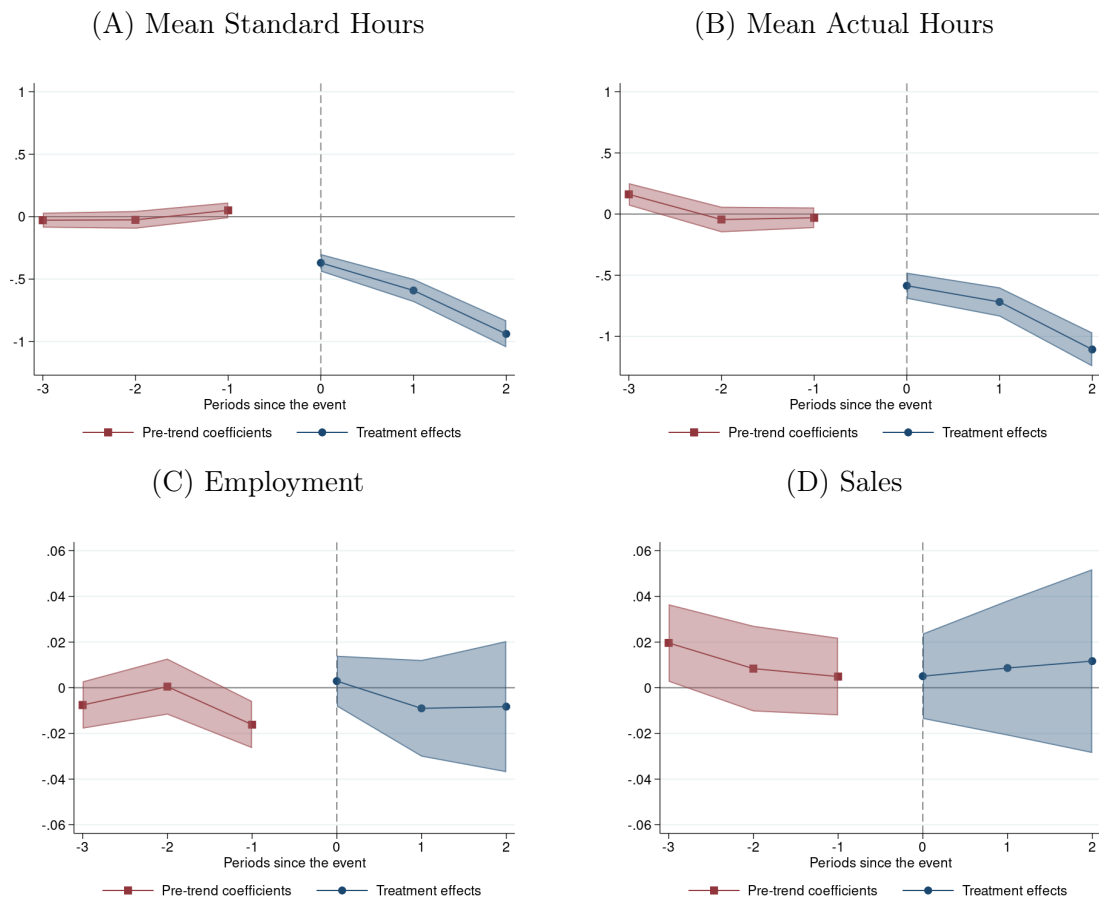 (A) Mean Standard Hours
1
.5
0
-.5
-1
-3 -2 -1 0 1 2
Periods since the event
Pre-trend coefficients Treatment effects
(B) Mean Actual Hours
1
.5
0
-.5
-1
-3 -2 -1 0 1 2
Periods since the event
Pre-trend coefficients Treatment effects
(C) Employment
.06
.04
.02
0
-.02
-.04
-.06
-3 -2 -1 0 1 2
Periods since the event
Pre-trend coefficients Treatment effects
(D) Sales
.06
.04
.02
0
-.02
-.04
-.06
-3 -2 -1 0 1 2
Periods since the event
Pre-trend coefficients Treatment effects